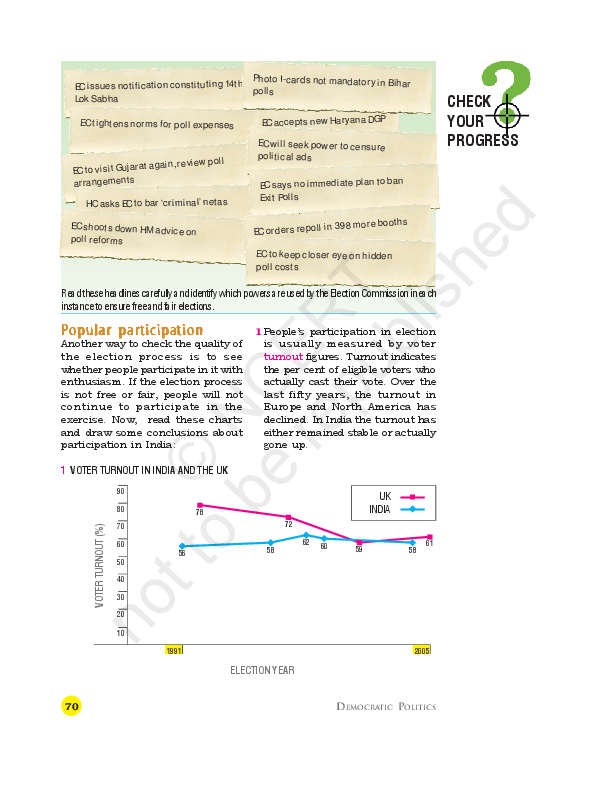 EC issues notification constituting 14th
Lok Sabha
Photo I-cards not mandatory in Bihar
polls
EC tightens norms for poll expenses
EC accepts new Haryana DGP
EC will seek power to censure
political ads
EC to visit Gujarat again, review poll
arrangements
EC says no immediate plan to ban
Exit Polls
HC asks EC to bar ‘criminal’ netas
EC shoots down HM advice on
poll reforms
EC orders repoll in 398 more booths
EC to keep closer eye on hidden
poll costs
CHECK
YOUR
PROGRESS
?
Read these headlines carefully and identify which powers are used by the Election Commission in each
instance to ensure free and fair elections.
Popular participation
Another way to check the quality of
the election process is to see
whether people participate in it with
enthusiasm. If the election process
is not free or fair, people will not
continue to participate in the
exercise. Now, read these charts
and draw some conclusions about
participation in India:
1 People’s participation in election
is usually measured by voter
turnout figures. Turnout indicates
the per cent of eligible voters who
actually cast their vote. Over the
last fifty years, the turnout in
Europe and North America has
declined. In India the turnout has
either remained stable or actually
gone up.
1 VOTER TURNOUT IN INDIA AND THE UK
VOTER TURNOUT (%)
90
80
70
60
50
40
30
20
10
UK
INDIA
78
72
59
61
56
58
62
60
58
1991
2005
ELECTION YEAR
70
DEMOCRATIC POLITICS
© NCERT
not to be republished